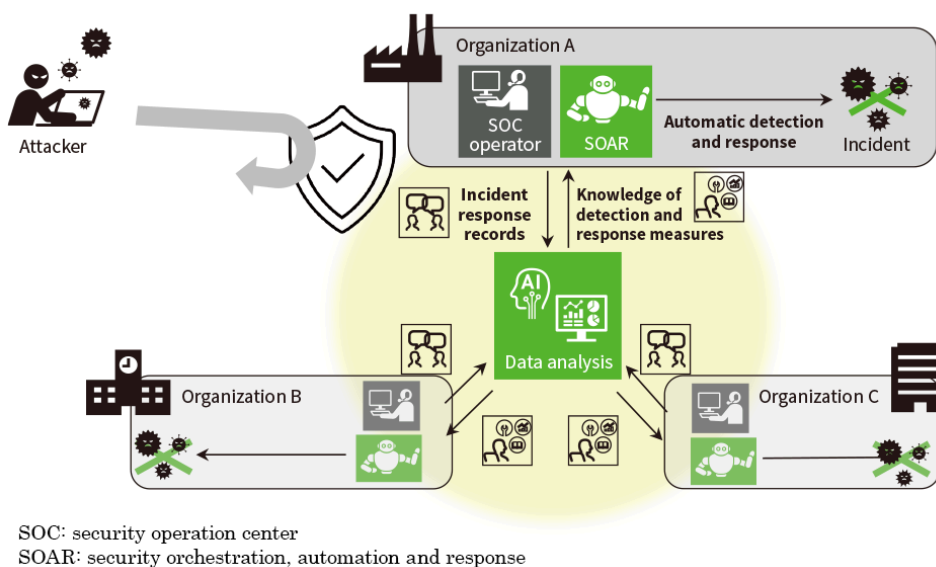 Organization A
Attacker
SOC
operator
SOAR
Automatic detection
and response
Incident
Incident
response
records
Knowledge of
detection and
response measures
AI
Data analysis
Organization B
Organization C
SOC: security operation center
SOAR: security orchestration, automation and response